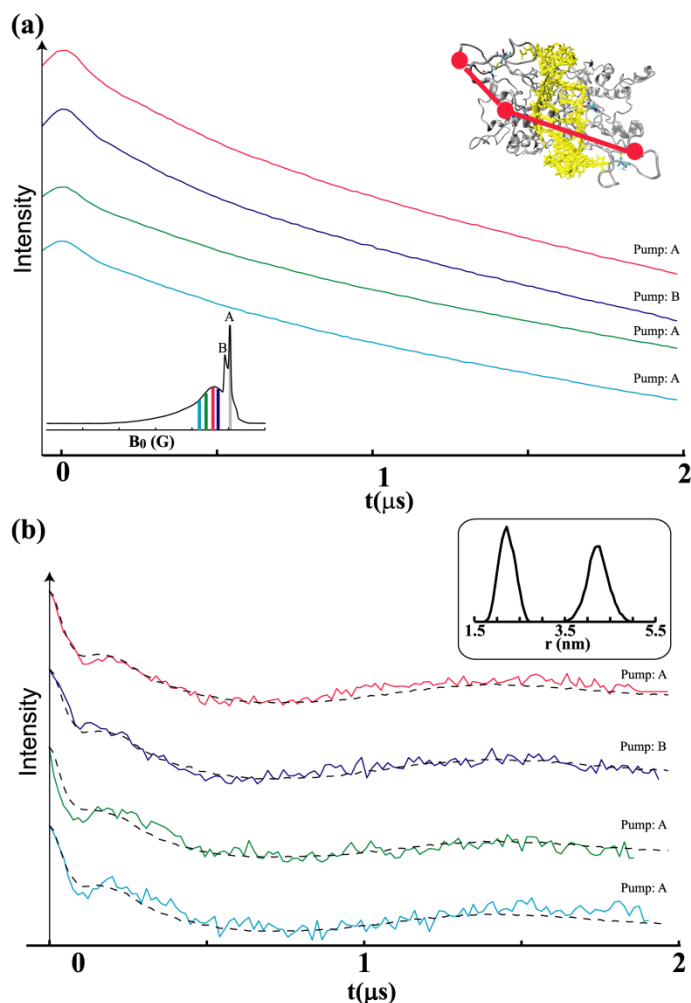 (a)
Intensity
Pump: A
Pump: B
Pump: A
Pump: A
A
B
B0 (G)
0 1 2
t(μs)
(b)
Intensity
1.5 3.5 5.5
r (nm)
Pump: A
Pump: B
Pump: A
Pump: A
0 1 2
t(μs)